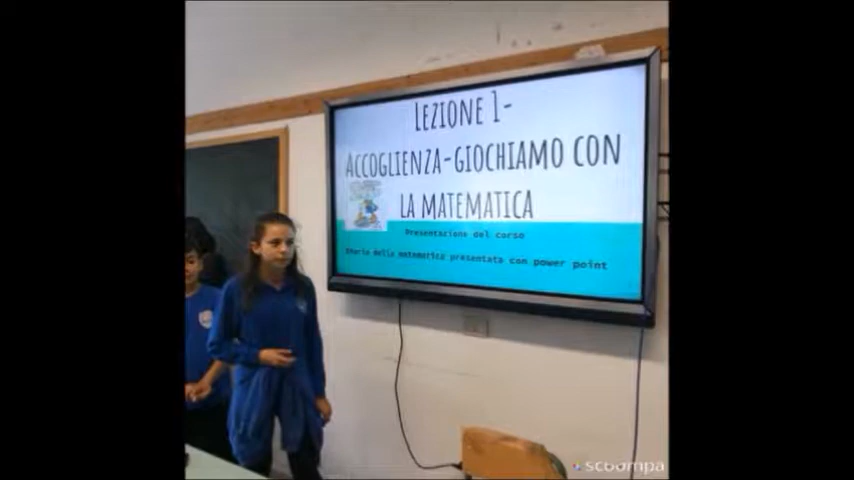 LEZIONE 1-
ACCOGLIENZA-GIOCHIAMO CON
LA MATEMATICA
Presentazione del corso
Storia della matematica presentata con power point
scoompa